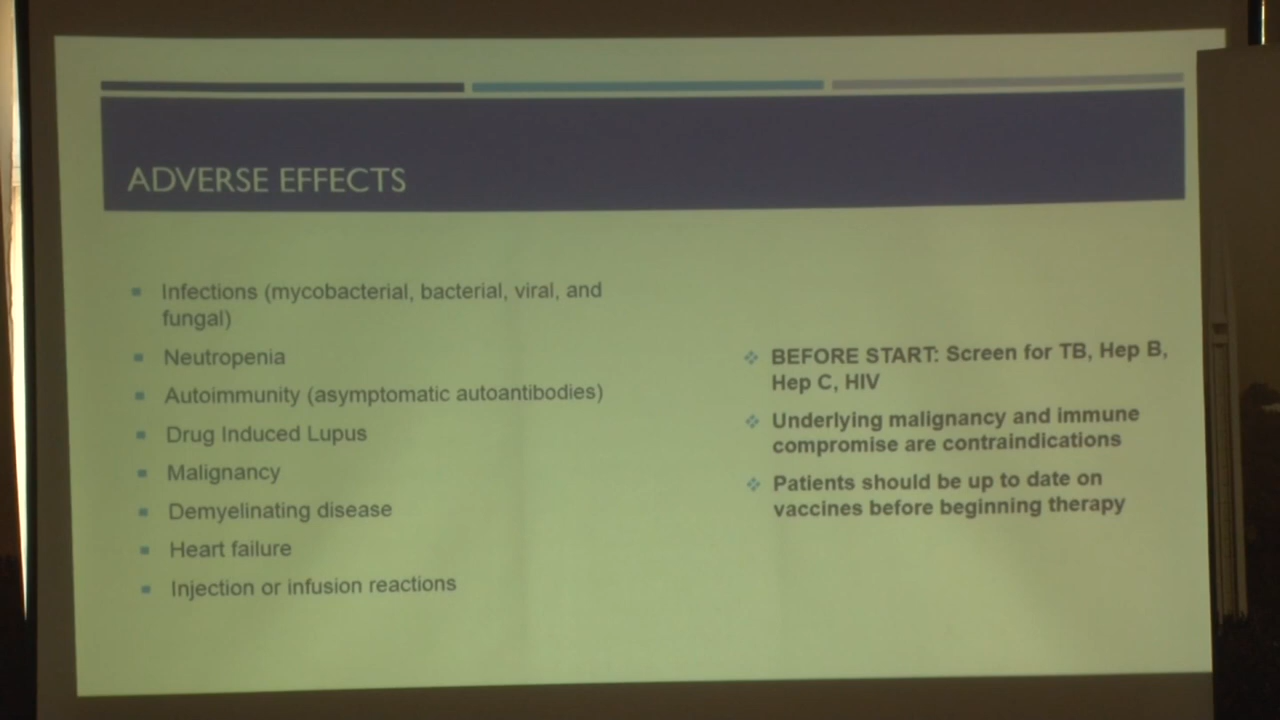 ADVERSE EFFECTS
Infections (mycobacterial, bacterial, viral, and
fungal)
Neutropenia
Autoimmunity (asymptomatic autoantibodies)
Drug Induced Lupus
Malignancy
Demyelinating disease
Heart failure
Injection or infusion reactions
BEFORE START: Screen for TB, Hep B,
Hep C, HIV
Underlying malignancy and immune
compromise are contraindications
Patients should be up to date on
vaccines before beginning therapy